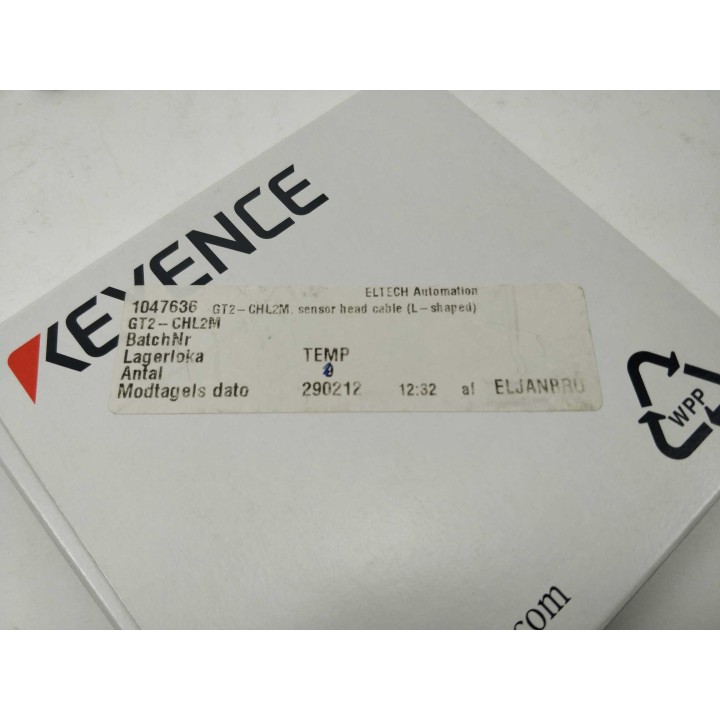 KEYENCE
ELTECH Automation
1047636 GT2-CHL2M. sensor head cable (L-shaped)
GT2-CHL2M
BatchNr
Lagerloka TEMP
Antal
Modtagels dato 290212 12:32 af ELJANBRU
WPP
.com